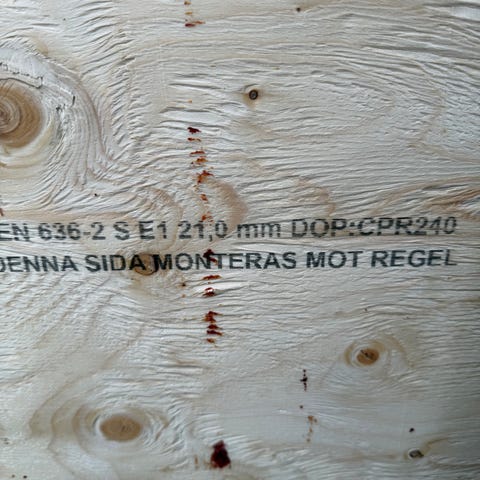 EN 636-2 S E1 21,0 mm DOP:CPR240
DENNA SIDA MONTERAS MOT REGEL